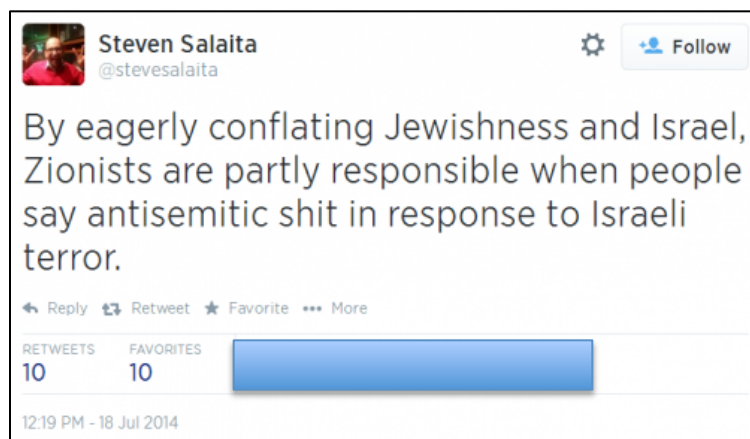 Steven Salaita
@stevesalaita
Follow
By eagerly conflating Jewishness and Israel,
Zionists are partly responsible when people
say antisemitic shit in response to Israeli
terror.
Reply Retweet Favorite More
RETWEETS FAVORITES
10 10
12:19 PM - 18 Jul 2014